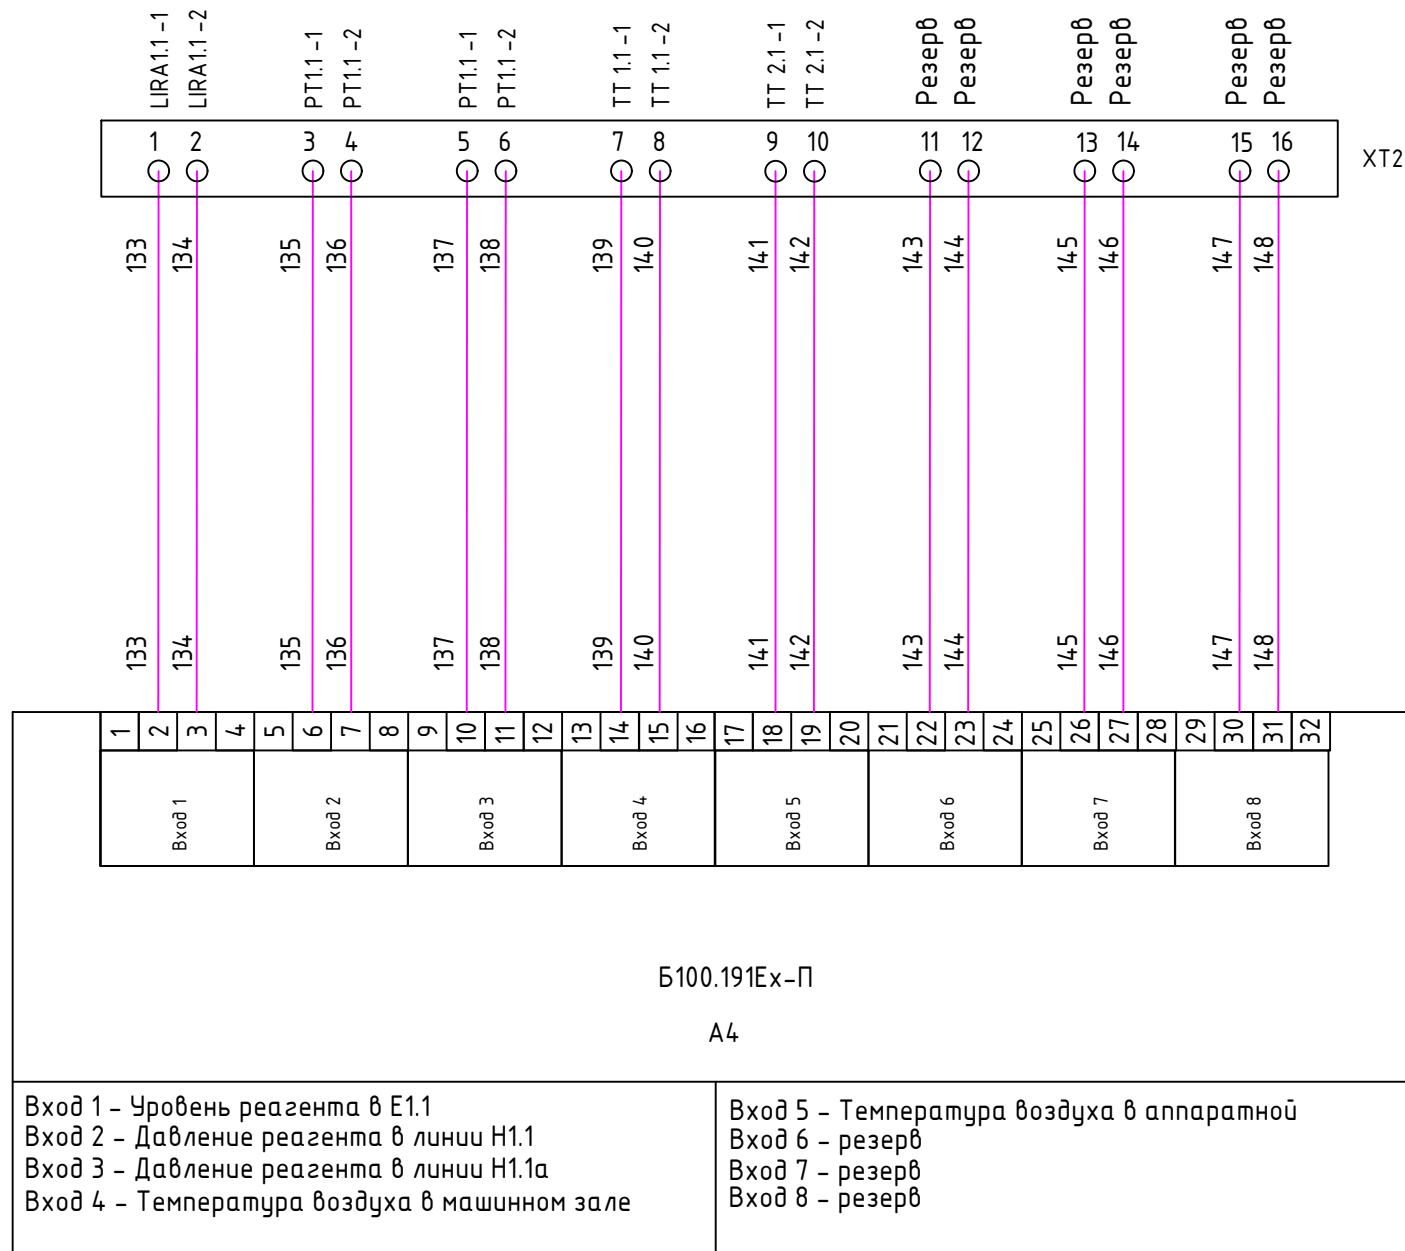 LIRA1.1 -1 LIRA1.1 -2 PT1.1 -1 PT1.1 -2 PT1.1 -1 PT1.1 -2 TT 1.1 -1 TT 1.1 -2 TT 2.1 -1 TT 2.1 -2 Резерв Резерв Резерв Резерв Резерв Резерв
1 2 3 4 5 6 7 8 9 10 11 12 13 14 15 16
XT2
133 134 135 136 137 138 139 140 141 142 143 144 145 146 147 148
133 134 135 136 137 138 139 140 141 142 143 144 145 146 147 148
1 2 3 4 5 6 7 8 9 10 11 12 13 14 15 16 17 18 19 20 21 22 23 24 25 26 27 28 29 30 31 32
Вход 1 Вход 2 Вход 3 Вход 4 Вход 5 Вход 6 Вход 7 Вход 8
Б100.191Ex-П
А4
Вход 1 - Уровень реагента в Е1.1
Вход 2 - Давление реагента в линии Н1.1
Вход 3 - Давление реагента в линии Н1.1а
Вход 4 - Температура воздуха в машинном зале
Вход 5 - Температура воздуха в аппаратной
Вход 6 - резерв
Вход 7 - резерв
Вход 8 - резерв